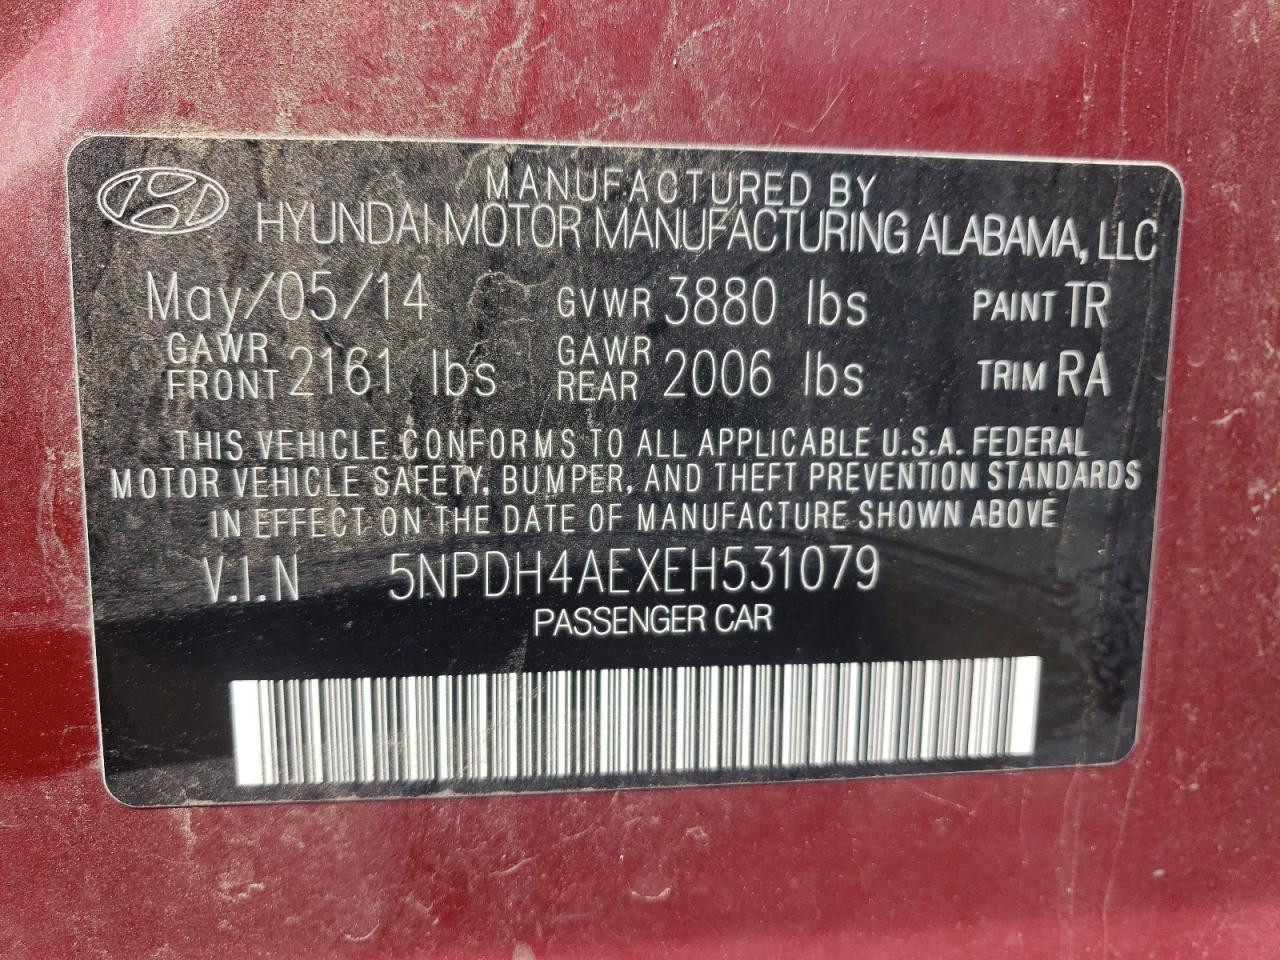 MANUFACTURED BY
HYUNDAI MOTOR MANUFACTURING ALABAMA, LLC
May/05/14 GVWR 3880 lbs PAINT TR
GAWR FRONT 2161 lbs GAWR REAR 2006 lbs TRIM RA
THIS VEHICLE CONFORMS TO ALL APPLICABLE U.S.A. FEDERAL
MOTOR VEHICLE SAFETY, BUMPER, AND THEFT PREVENTION STANDARDS
IN EFFECT ON THE DATE OF MANUFACTURE SHOWN ABOVE
V.I.N 5NPDH4AEXEH531079
PASSENGER CAR